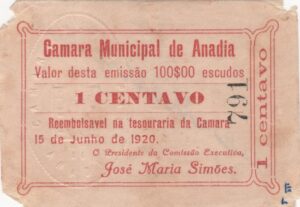 Camara Municipal de Anadia
Valor desta emissão 100$00 escudos
1 CENTAVO
Reembolsavel na tesouraria da Camara
15 de Junho de 1920.
O Presidente da Comissão Executiva,
José Maria Simões.
791
1 centavo